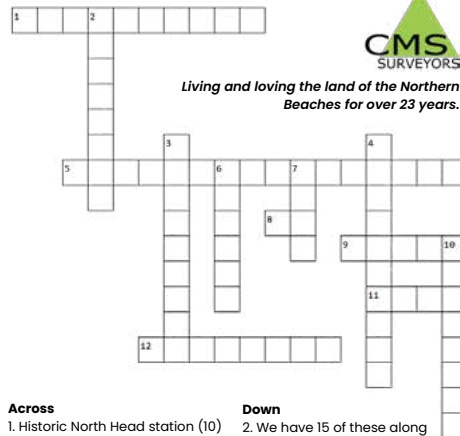 CMS
SURVEYORS
Living and loving the land of the Northern
Beaches for over 23 years.
1
2
3
4
5
6
7
8
9
10
11
12
Across
1. Historic North Head station (10)
Down
2. We have 15 of these along